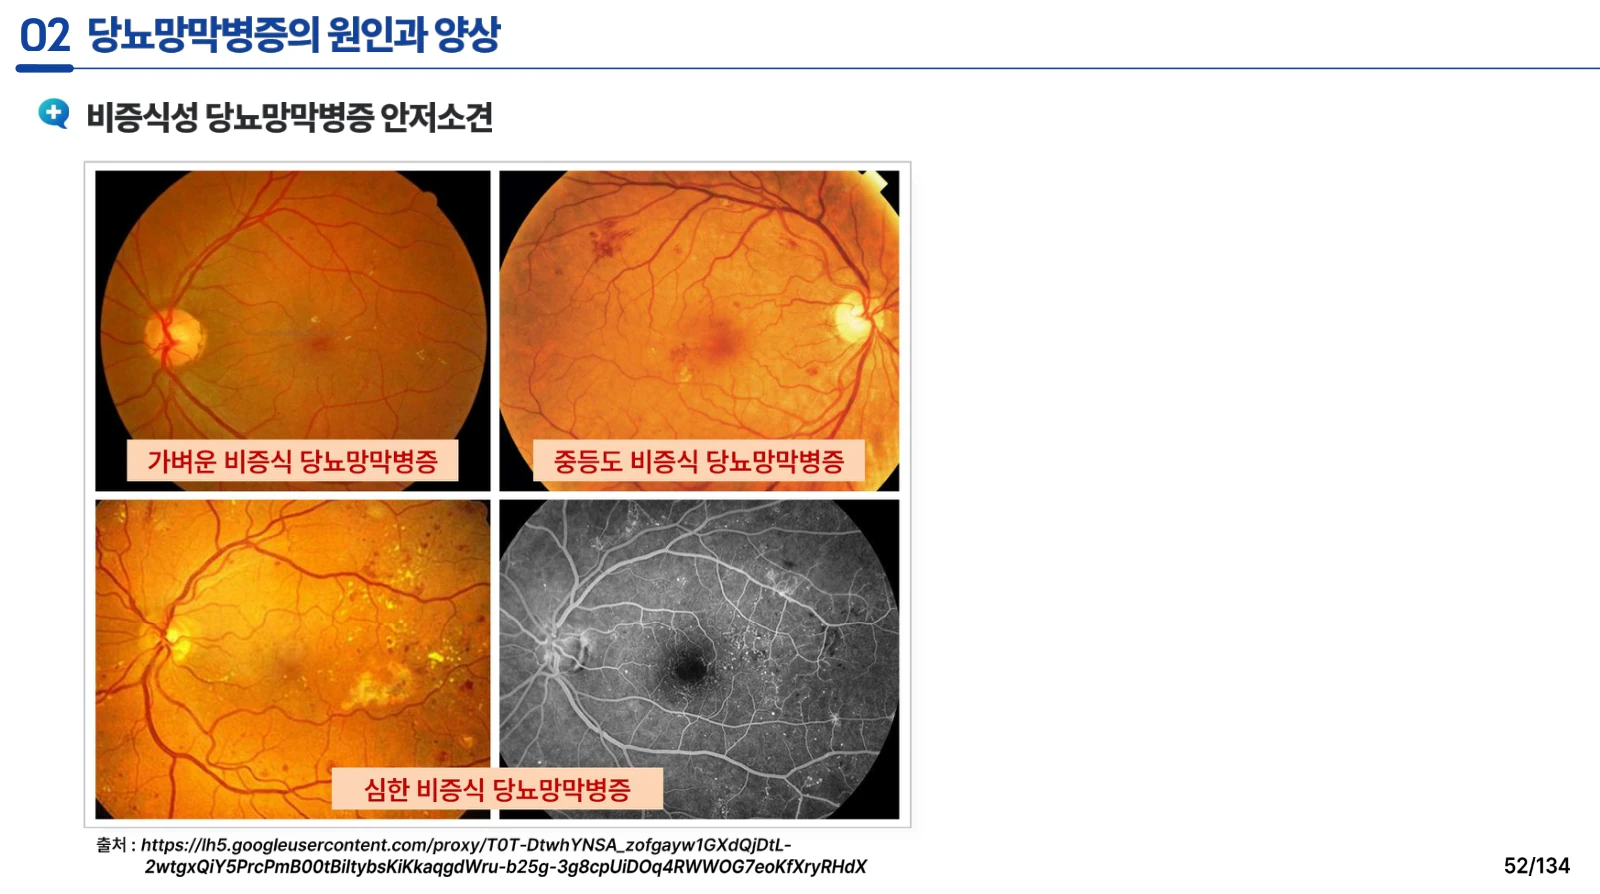 02 당뇨망막병증의 원인과 양상
비증식성 당뇨망막병증 안저소견
가벼운 비증식 당뇨망막병증
중등도 비증식 당뇨망막병증
심한 비증식 당뇨망막병증
출처 : https://lh5.googleusercontent.com/proxy/T0T-DtwhYNSA_zofgayw1GXdQjDtL-
2wtgxQiY5PrcPmB00tBiltybsKiKkaqgdWru-b25g-3g8cpUiDOq4RWWOG7eoKfXryRHdX
52/134